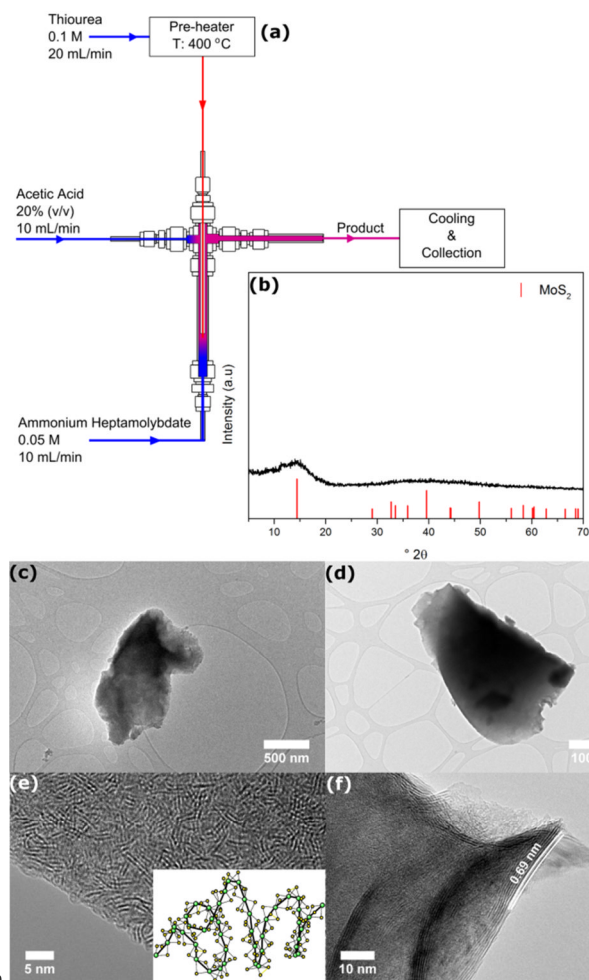 Thiourea
0.1 M
20 mL/min
Pre-heater
T: 400 °C
(a)
Acetic Acid
20% (v/v)
10 mL/min
Product
Cooling
&
Collection
(b)
MoS₂
Intensity (a.u)
Ammonium Heptamolybdate
0.05 M
10 mL/min
10 20 30 40 50 60 70
° 2θ
(c)
500 nm
(d)
100
(e)
5 nm
(f)
0.69 nm
10 nm